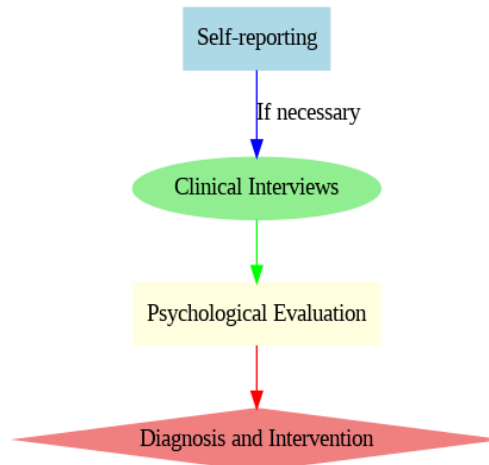 Self-reporting
If necessary
Clinical Interviews
Psychological Evaluation
Diagnosis and Intervention